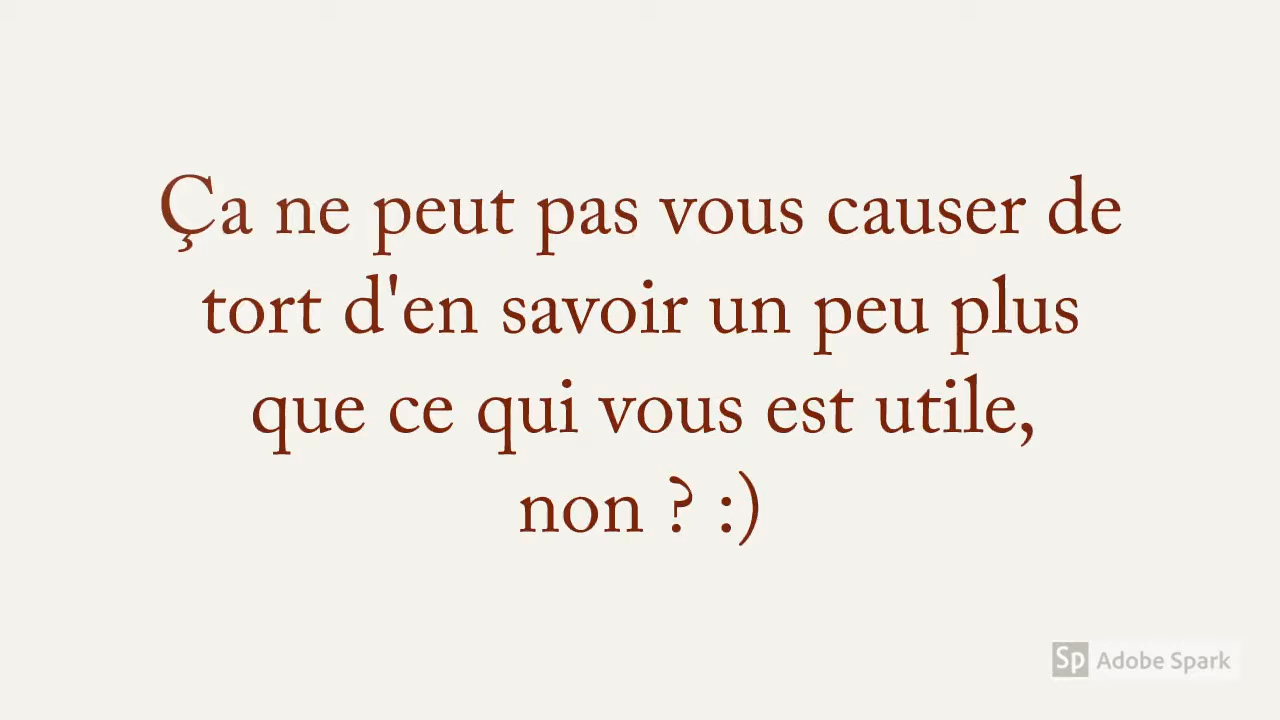 Ça ne peut pas vous causer de
tort d'en savoir un peu plus
que ce qui vous est utile,
non ? :)
Sp Adobe Spark